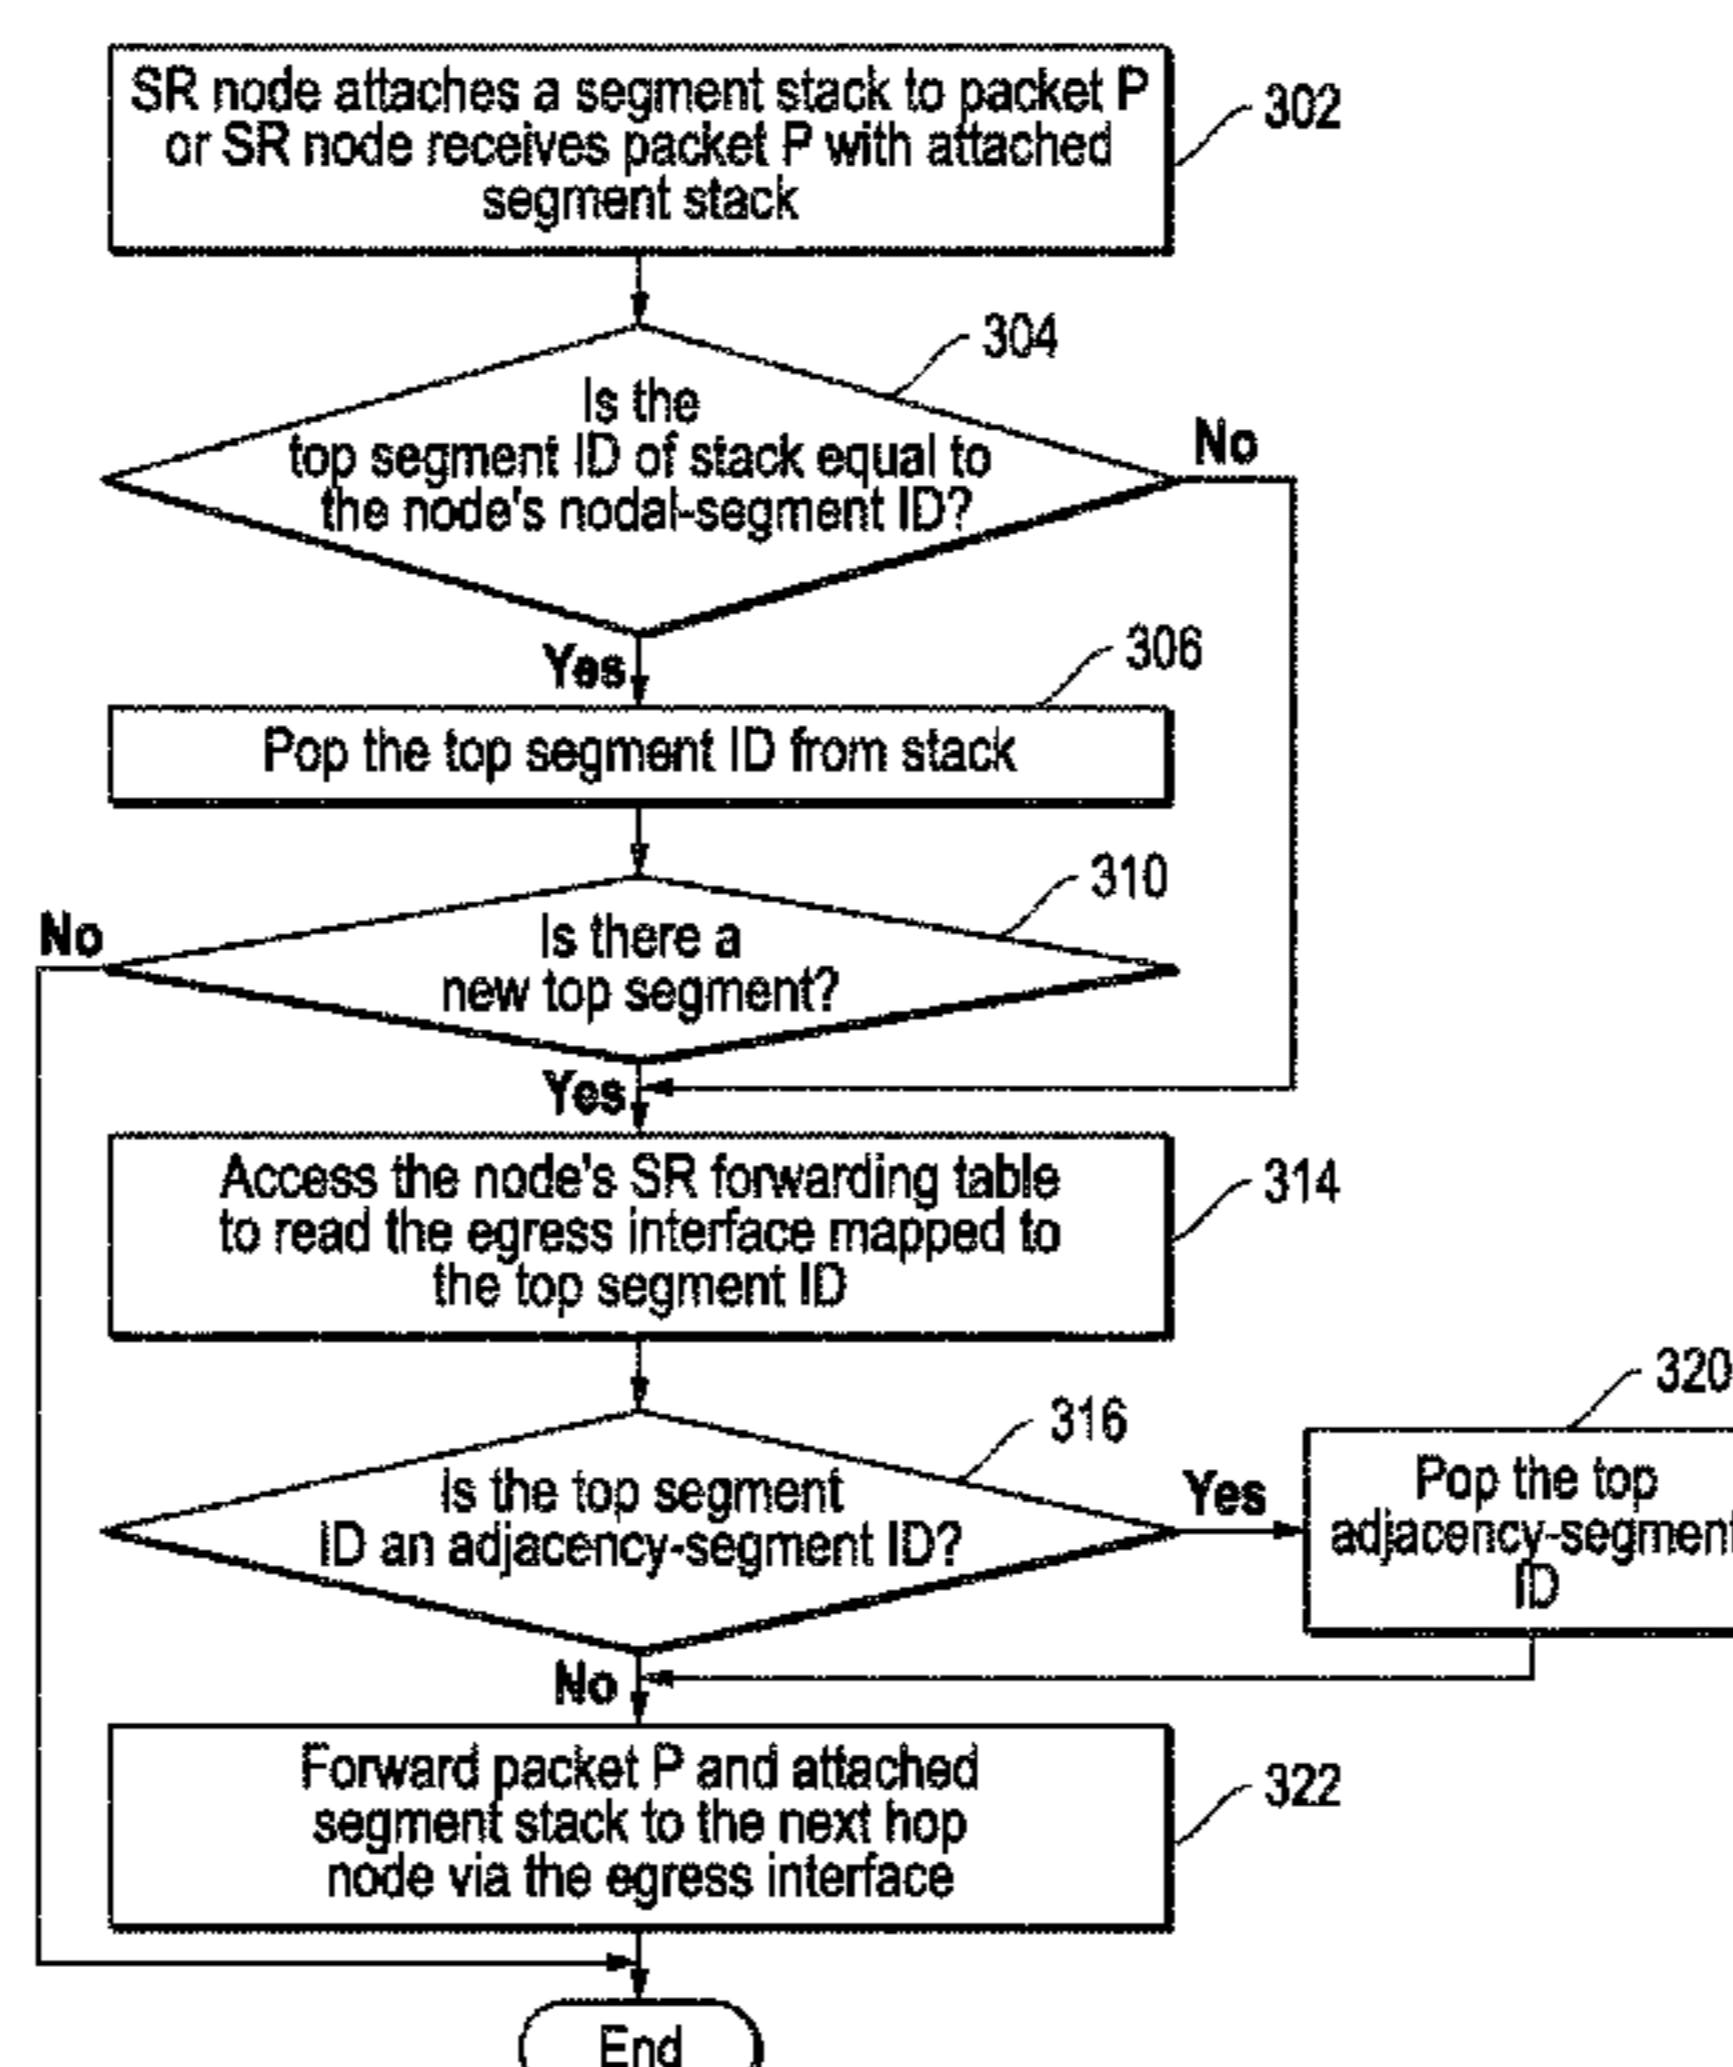 SR node attaches a segment stack to packet P
or SR node receives packet P with attached
segment stack
302
304
Is the
top segment ID of stack equal to
the node's nodal-segment ID?
No
Yes
306
Pop the top segment ID from stack
310
No
Is there a
new top segment?
Yes
Access the node's SR forwarding table
to read the egress interface mapped to
the top segment ID
314
316
320
Is the top segment
ID an adjacency-segment ID?
Yes
Pop the top
adjacency-segment
ID
No
Forward packet P and attached
segment stack to the next hop
node via the egress interface
322
End